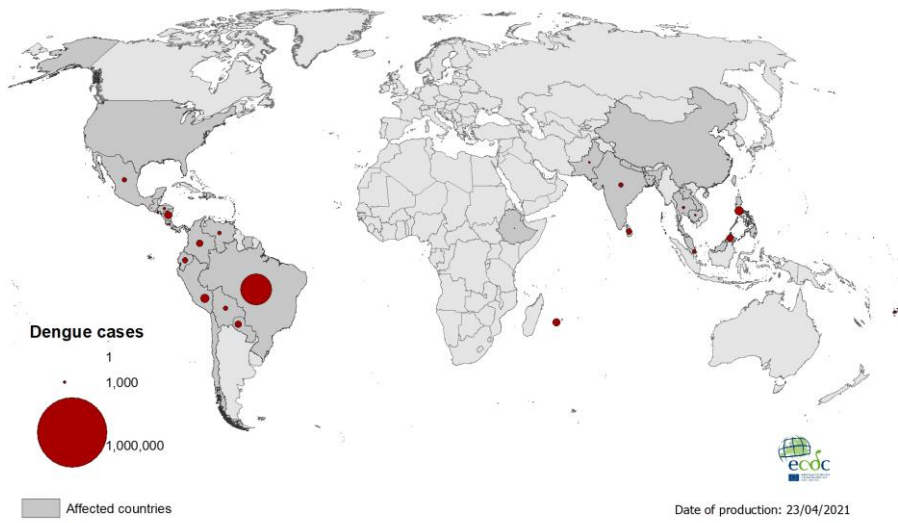 Dengue cases
1
1,000
1,000,000
Affected countries
ecdc
Date of production: 23/04/2021